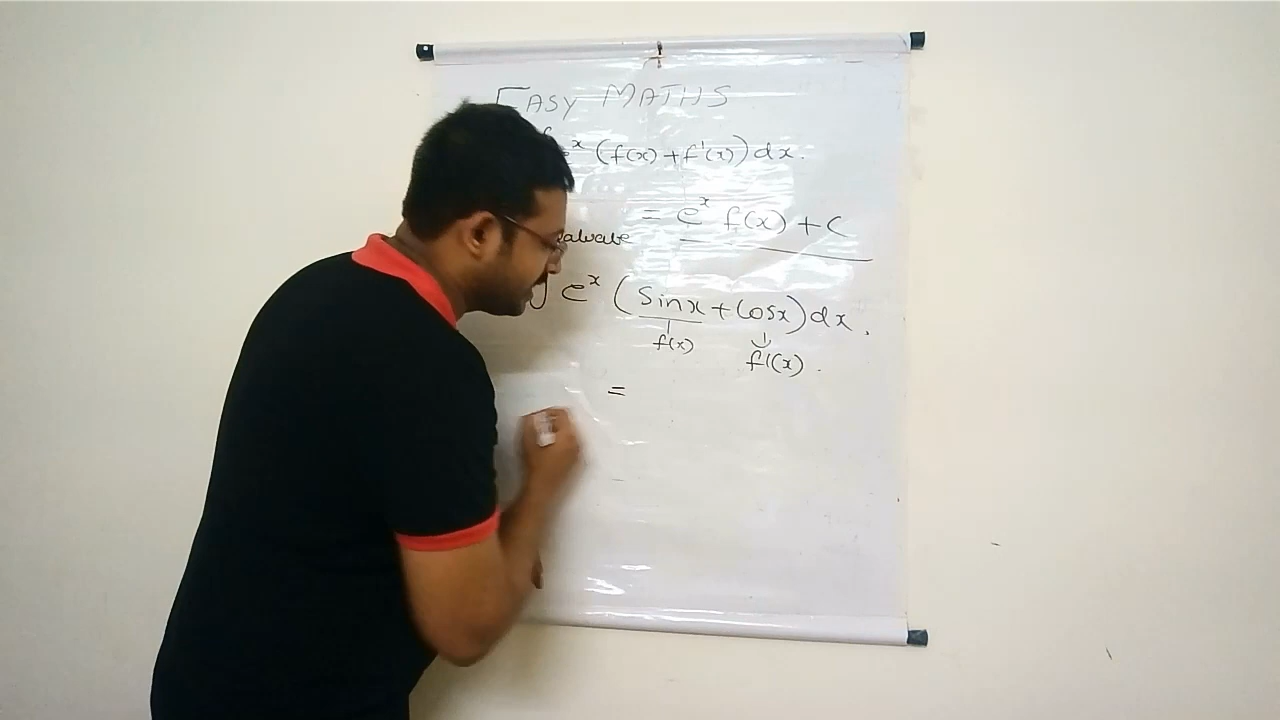 EASY MATHS
e^x (f(x) + f'(x)) dx.
= e^x f(x) + C
∫ e^x (Sinx + Cosx) dx.
f(x) f'(x).
=